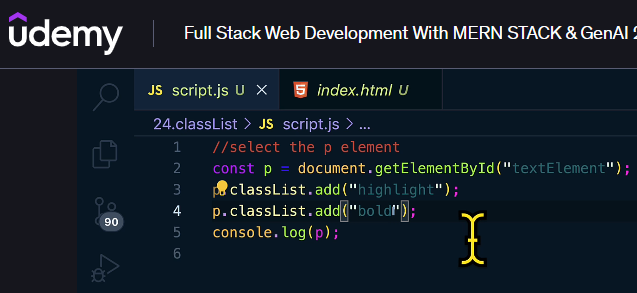 ûdemy
Full Stack Web Development With MERN STACK & GenAI 2
JS script.js U × index.html U
24.classList > JS script.js > ...
1 //select the p element
2 const p = document.getElementById("textElement");
3 p.classList.add("highlight");
4 p.classList.add("bold");
5 console.log(p);
6
90